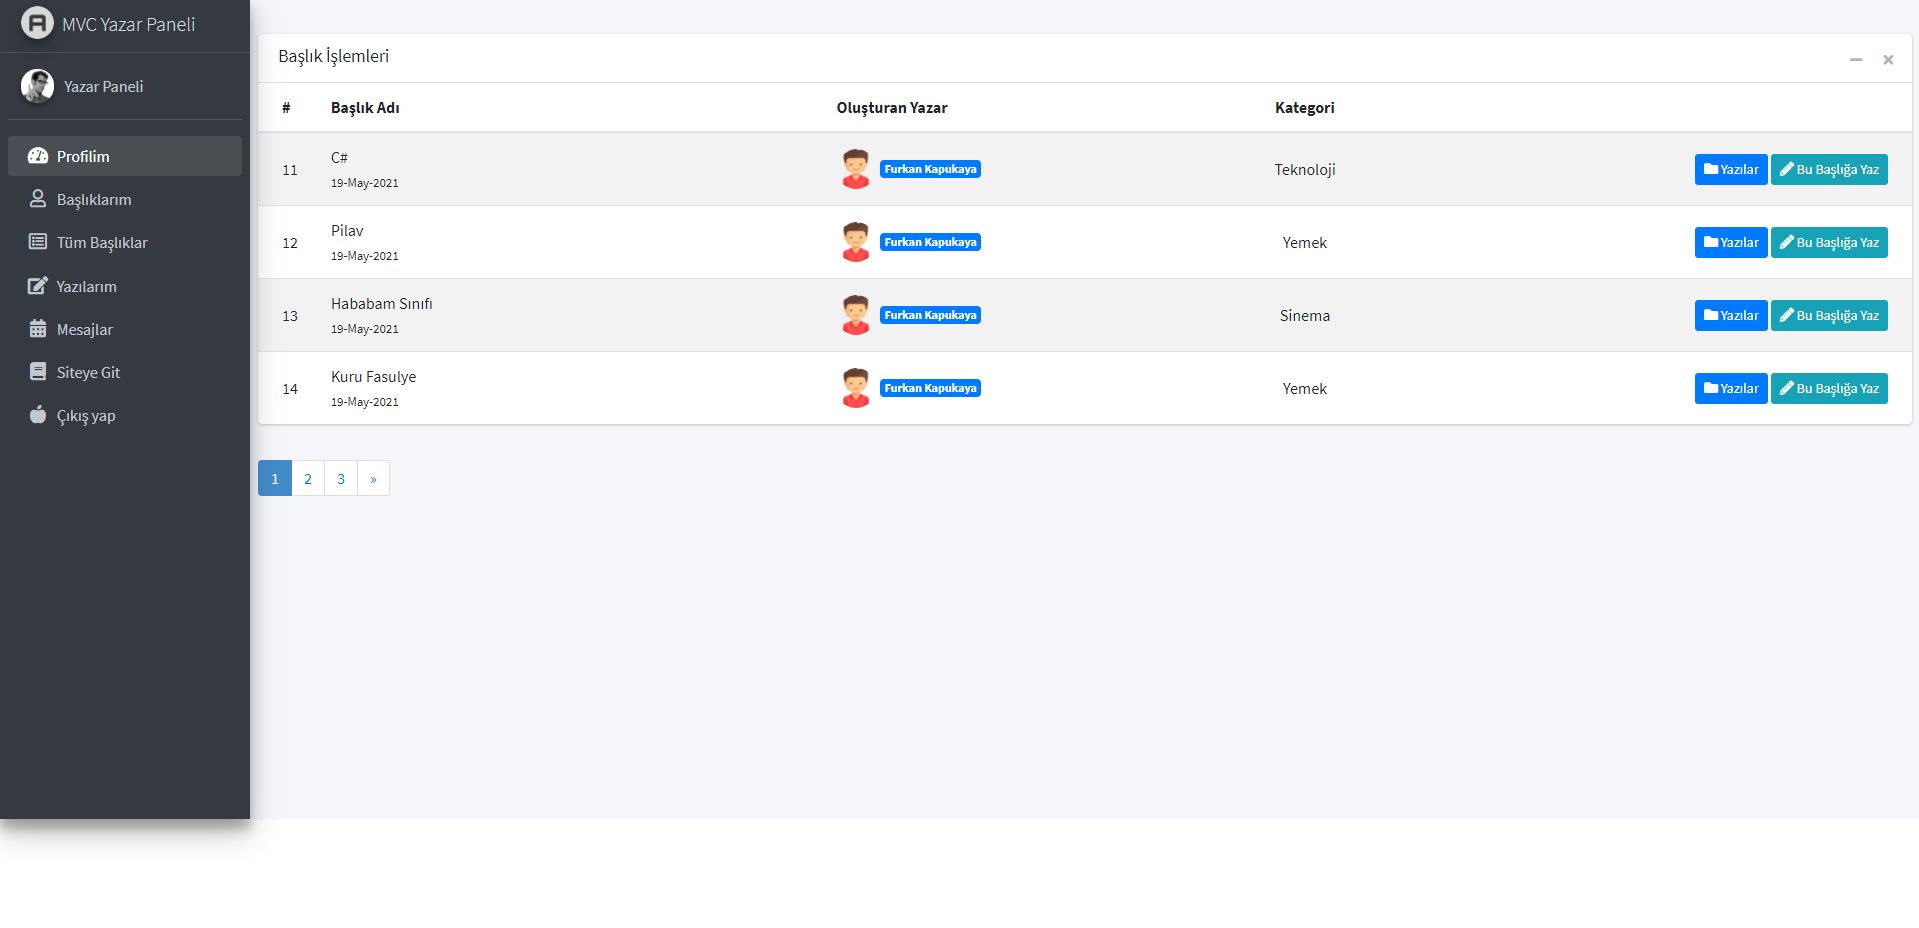 MVC Yazar Paneli
Yazar Paneli
Profilim
Başlıklarım
Tüm Başlıklar
Yazılarım
Mesajlar
Siteye Git
Çıkış yap
Başlık İşlemleri
# Başlık Adı Oluşturan Yazar Kategori
11 C# 19-May-2021 Furkan Kapukaya Teknoloji Yazılar Bu Başlığa Yaz
12 Pilav 19-May-2021 Furkan Kapukaya Yemek Yazılar Bu Başlığa Yaz
13 Hababam Sınıfı 19-May-2021 Furkan Kapukaya Sinema Yazılar Bu Başlığa Yaz
14 Kuru Fasulye 19-May-2021 Furkan Kapukaya Yemek Yazılar Bu Başlığa Yaz
1 2 3 »